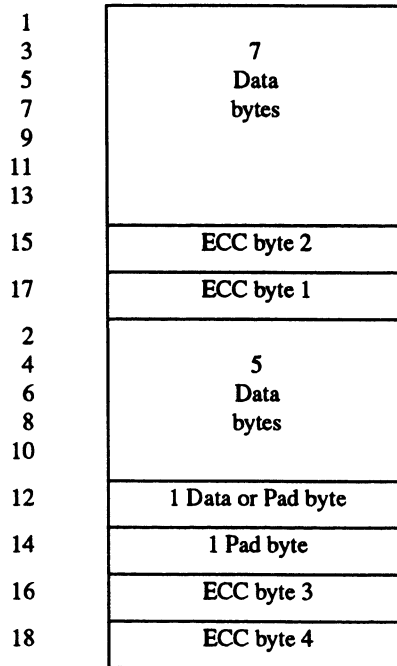 1
3 7
5 Data
7 bytes
9
11
13
15 ECC byte 2
17 ECC byte 1
2
4 5
6 Data
8 bytes
10
12 1 Data or Pad byte
14 1 Pad byte
16 ECC byte 3
18 ECC byte 4